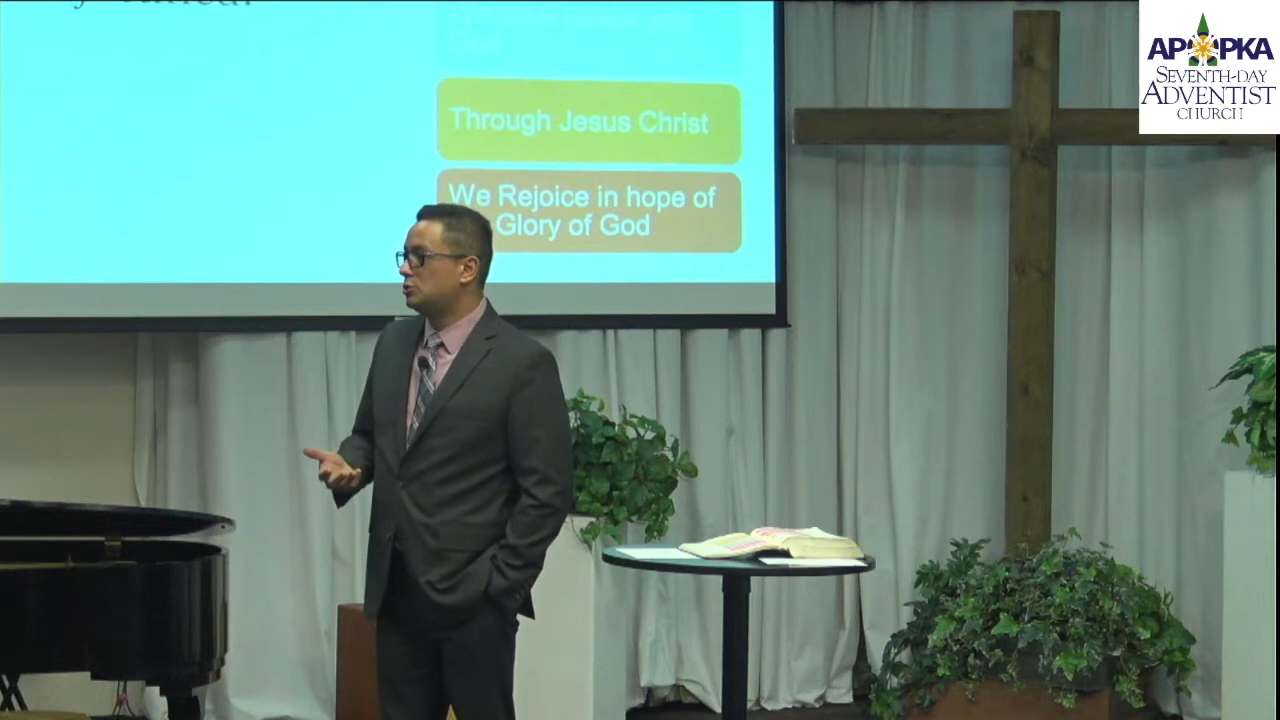 Through Jesus Christ
We Rejoice in hope of
Glory of God
APOPKA
SEVENTH-DAY
ADVENTIST
CHURCH